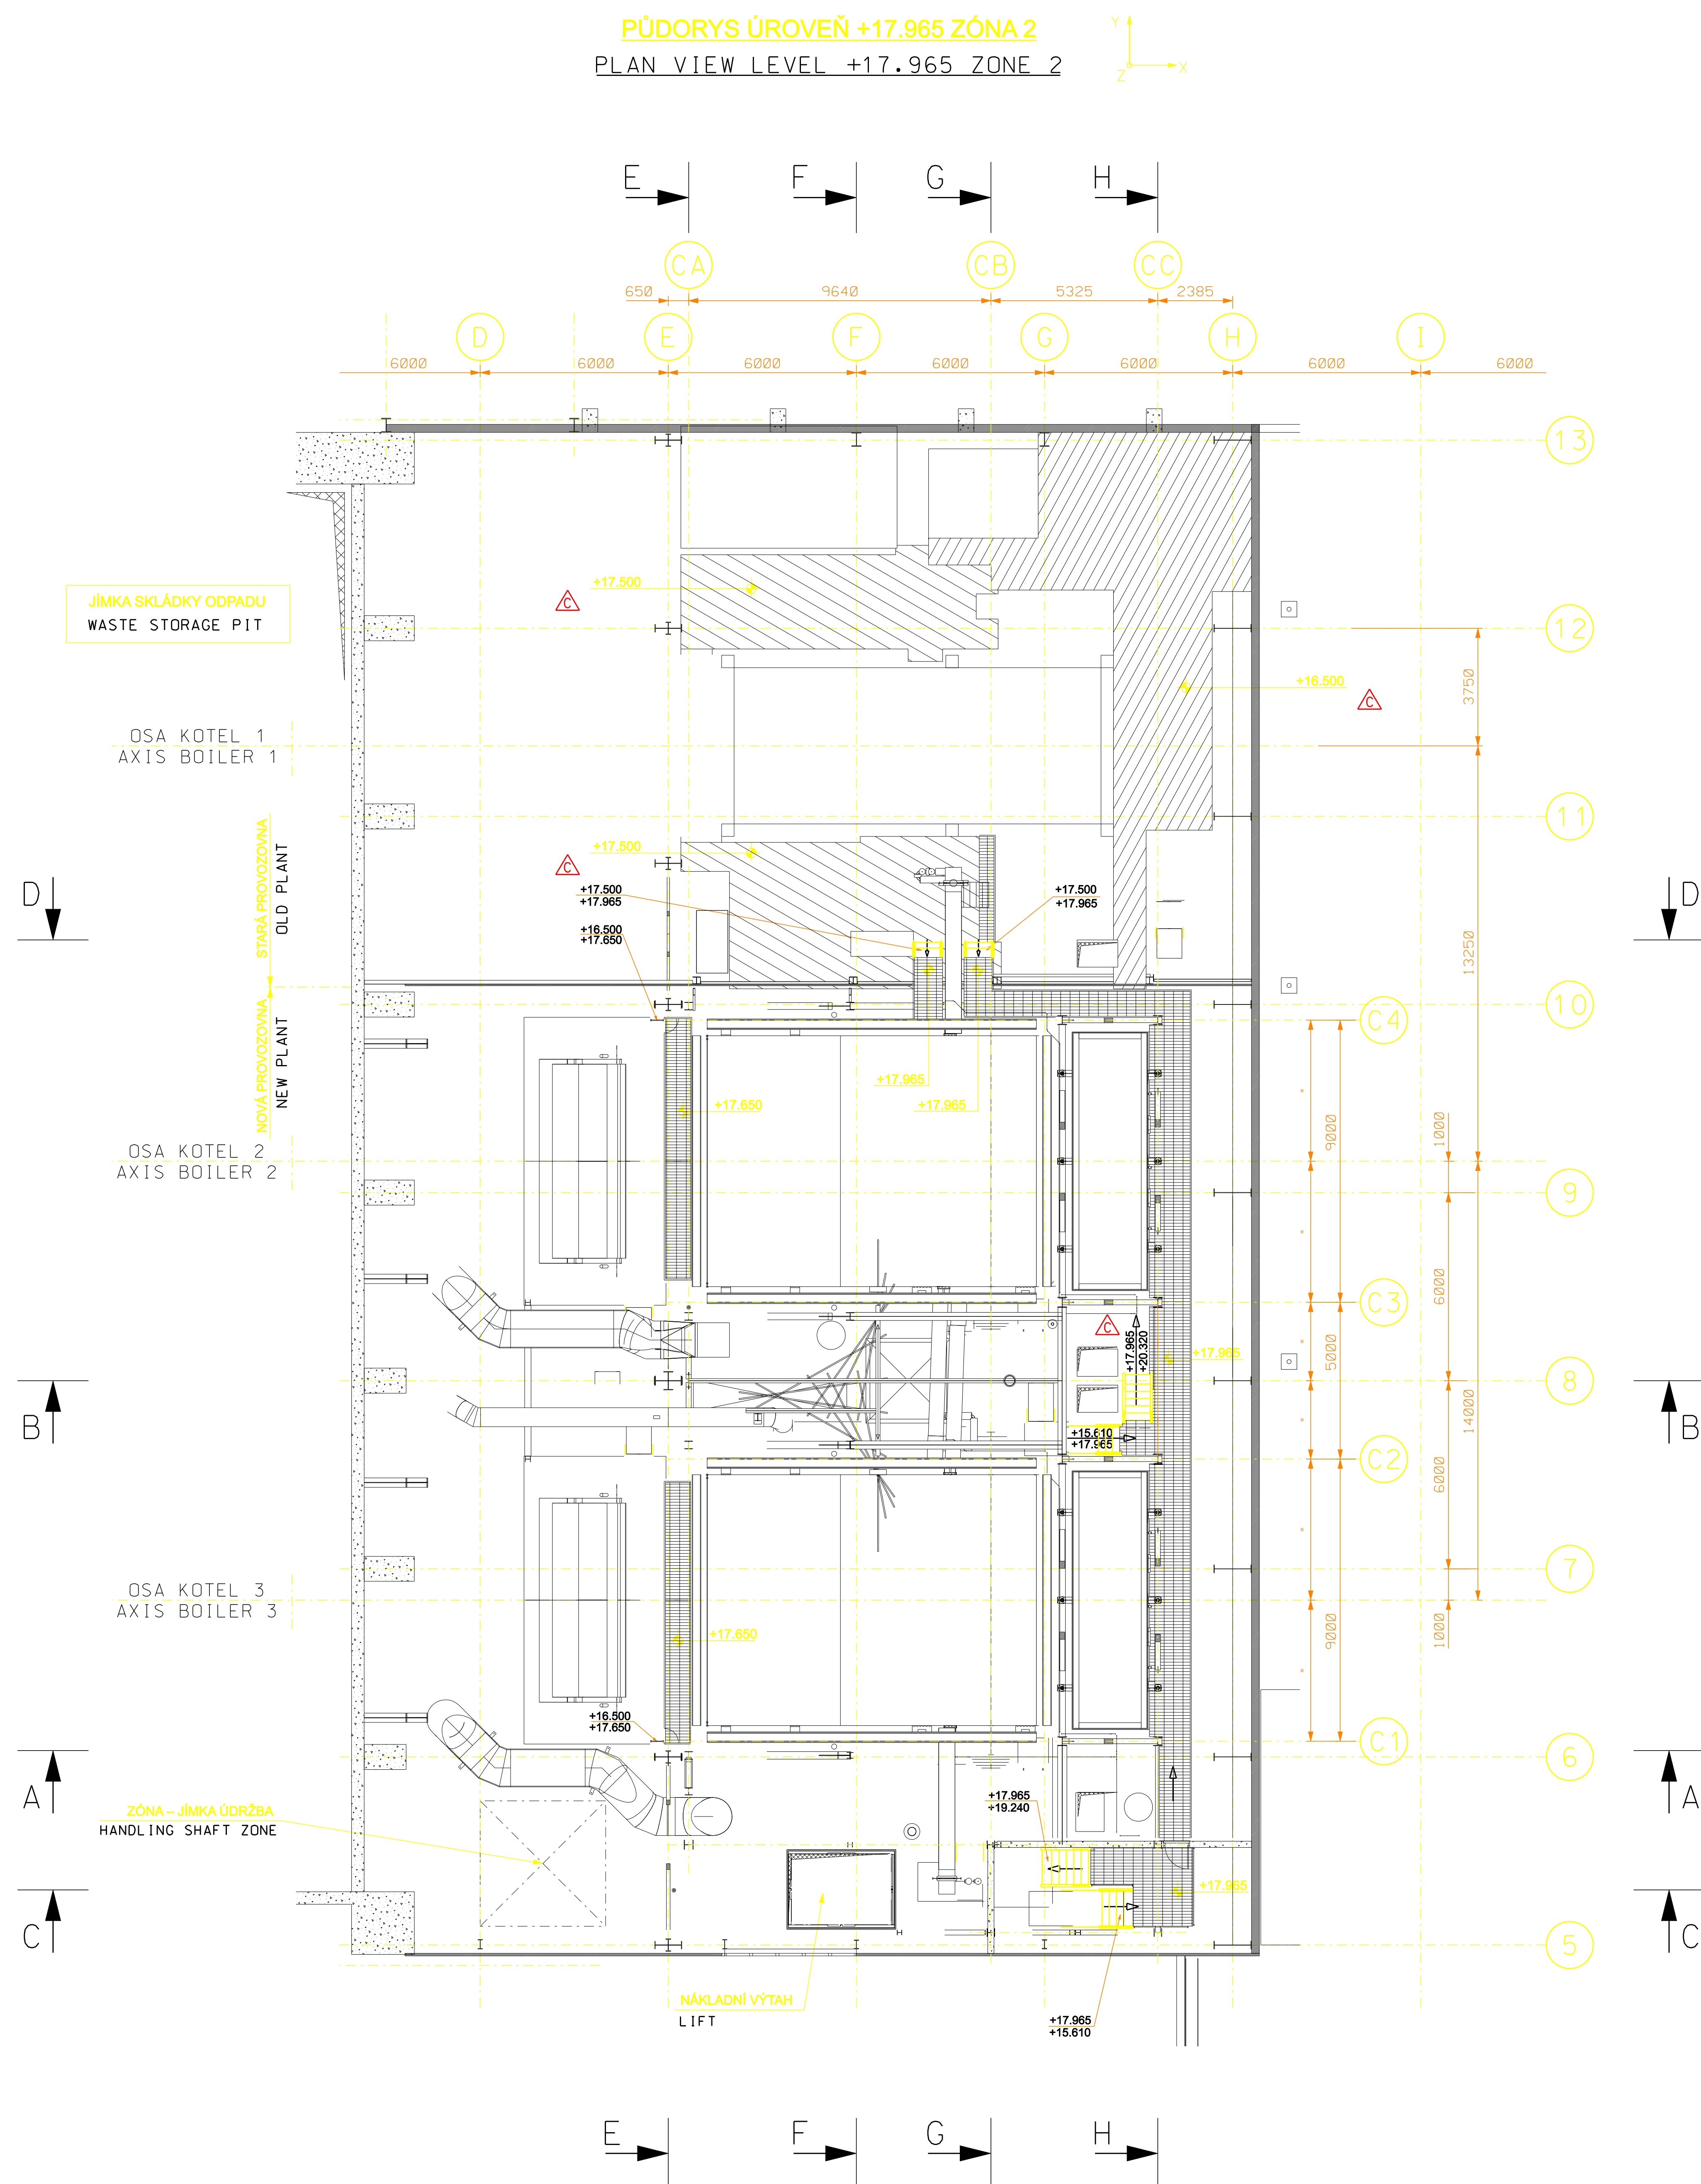 PŮDORYS ÚROVEŇ +17.965 ZÓNA 2
PLAN VIEW LEVEL +17.965 ZONE 2
Y
X
Z
E
F
G
H
CA
CB
CC
650
9640
5325
2385
D
E
F
G
H
I
6000
6000
6000
6000
6000
6000
6000
13
+17.500
C
JÍMKA SKLÁDKY ODPADU
WASTE STORAGE PIT
12
+16.500
C
3750
OSA KOTEL 1
AXIS BOILER 1
11
STARÁ PROVOZOVNA
OLD PLANT
+17.500
C
+17.500
+17.965
+17.500
+17.965
D
D
+16.500
+17.650
13250
10
C4
NOVÁ PROVOZOVNA
NEW PLANT
+17.965
+17.965
+17.650
9000
1000
OSA KOTEL 2
AXIS BOILER 2
9
6000
C3
C
+17.965
+20.320
+17.965
5000
8
B
B
14000
+15.610
+17.965
C2
6000
7
OSA KOTEL 3
AXIS BOILER 3
+17.650
9000
1000
+16.500
+17.650
C1
6
A
A
+17.965
+19.240
ZÓNA – JÍMKA ÚDRŽBA
HANDLING SHAFT ZONE
+17.965
C
C
5
NÁKLADNÍ VÝTAH
LIFT
+17.965
+15.610
E
F
G
H